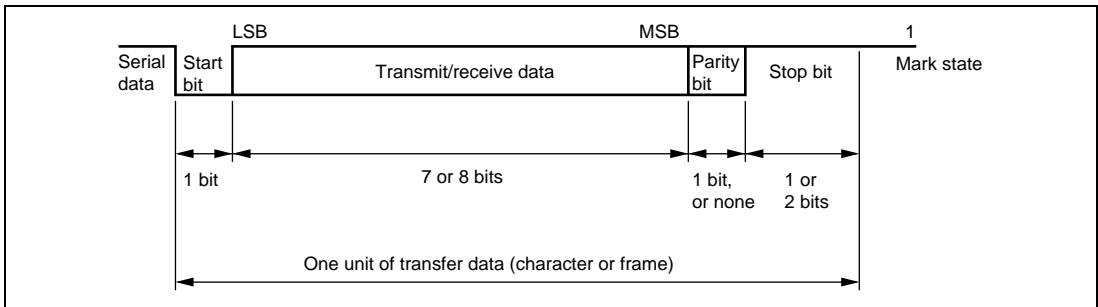 LSB
MSB
1
Serial
data
Start
bit
Transmit/receive data
Parity
bit
Stop bit
Mark state
1 bit
7 or 8 bits
1 bit,
or none
1 or
2 bits
One unit of transfer data (character or frame)